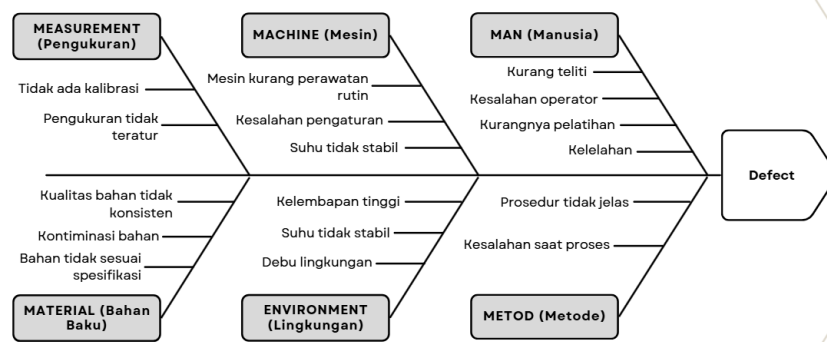 MEASUREMENT
(Pengukuran)
MACHINE (Mesin)
MAN (Manusia)
Tidak ada kalibrasi
Pengukuran tidak
teratur
Mesin kurang perawatan
rutin
Kesalahan pengaturan
Suhu tidak stabil
Kurang teliti
Kesalahan operator
Kurangnya pelatihan
Kelelahan
Defect
Kualitas bahan tidak
konsisten
Kontiminasi bahan
Bahan tidak sesuai
spesifikasi
Kelembapan tinggi
Suhu tidak stabil
Debu lingkungan
Prosedur tidak jelas
Kesalahan saat proses
MATERIAL (Bahan
Baku)
ENVIRONMENT
(Lingkungan)
METOD (Metode)